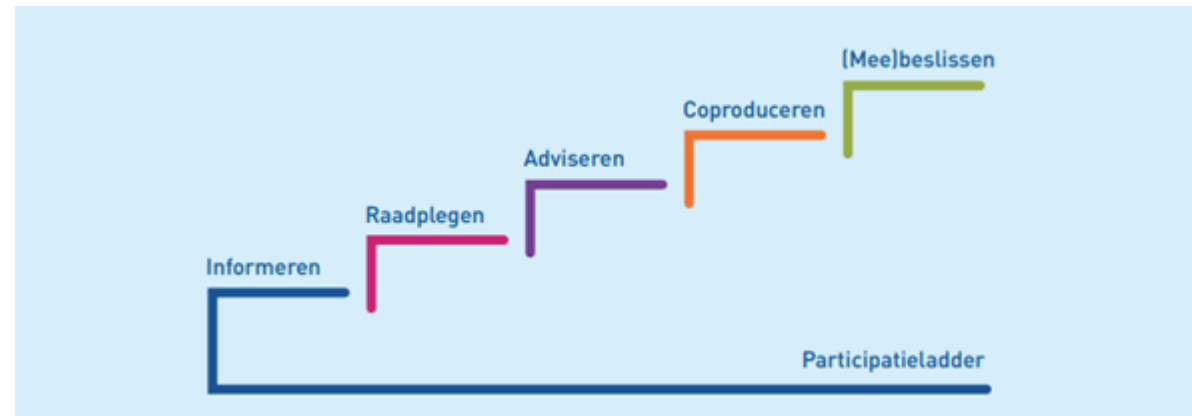 (Mee)beslissen
Coproduceren
Adviseren
Raadplegen
Informeren
Participatieladder